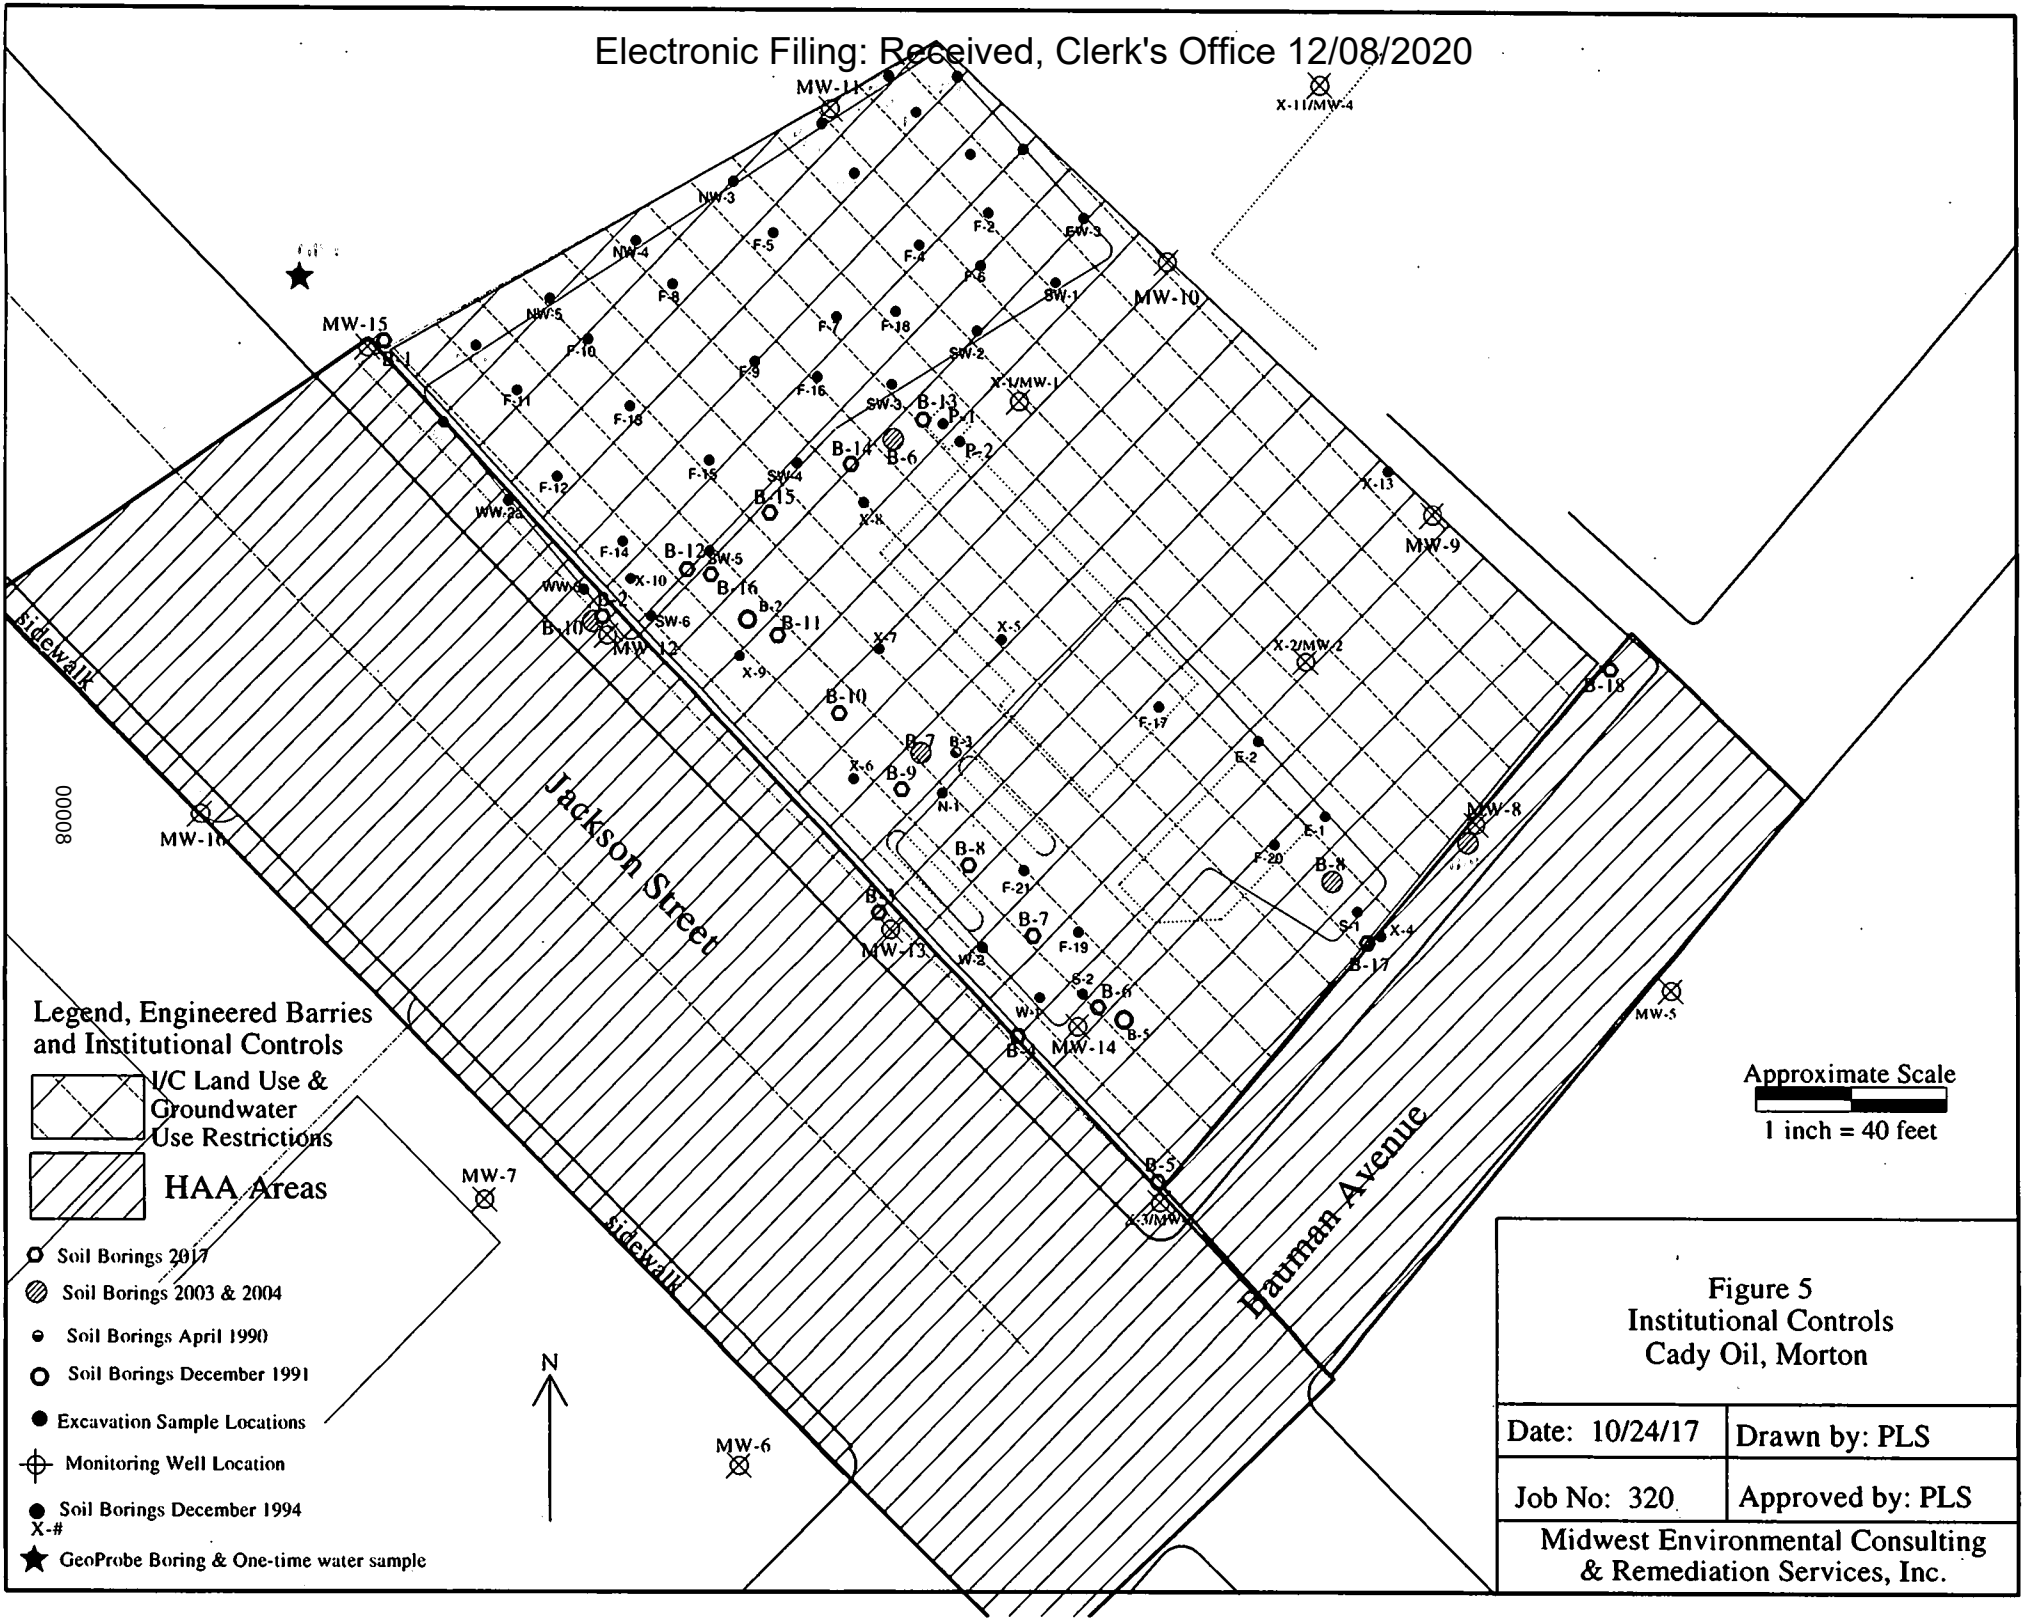 Electronic Filing: Received, Clerk's Office 12/08/2020
MW-11
X-11/MW-4
NW-3
F-2
EW-3
NW-4
F-5
F-4
F-6
F-8
SW-1
MW-10
NW-5
MW-15
F-7
F-18
B-1
F-10
SW-2
F-9
X-1/MW-1
F-16
F-11
SW-3
B-13
P-1
F-13
B-14
B-6
P-2
F-15
SW-4
X-13
F-12
B-15
WW-2a
X-8
MW-9
F-14
B-12
SW-5
X-10
B-16
B-2
B-2
B-10
SW-6
B-11
MW-12
X-7
X-5
X-2/MW-2
X-9
B-18
sidewalk
B-10
F-17
B-7
B-3
E-2
X-6
B-9
N-1
Jackson Street
00008
MW-16
MW-8
E-1
B-8
F-20
B-8
F-21
B-3
B-7
S-1
X-4
MW-13
W-2
F-19
B-17
S-2
B-6
W-1
B-5
B-4
MW-14
MW-5
Legend, Engineered Barries
and Institutional Controls
I/C Land Use &
Groundwater
Use Restrictions
HAA Areas
Soil Borings 2017
Soil Borings 2003 & 2004
Soil Borings April 1990
Soil Borings December 1991
Excavation Sample Locations
Monitoring Well Location
Soil Borings December 1994
X-#
GeoProbe Boring & One-time water sample
MW-7
B-5
sidewalk
Bauman Avenue
N
MW-6
Approximate Scale
1 inch = 40 feet
Figure 5
Institutional Controls
Cady Oil, Morton
Date: 10/24/17
Drawn by: PLS
Job No: 320
Approved by: PLS
Midwest Environmental Consulting
& Remediation Services, Inc.